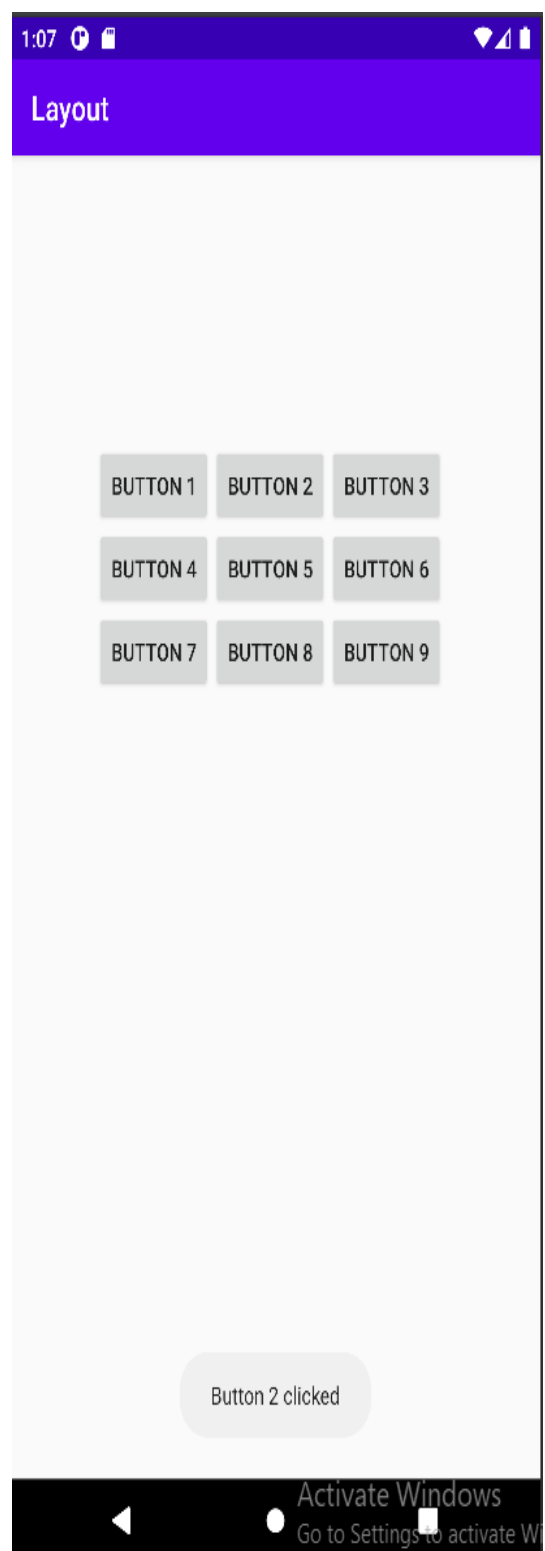 1:07
Layout
BUTTON 1 BUTTON 2 BUTTON 3
BUTTON 4 BUTTON 5 BUTTON 6
BUTTON 7 BUTTON 8 BUTTON 9
Button 2 clicked
Activate Windows
Go to Settings to activate Wi